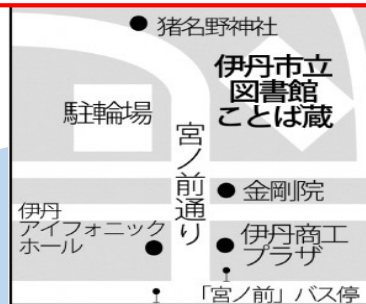 猪名野神社
伊丹市立
図書館
ことば蔵
駐輪場
宮ノ前通り
金剛院
伊丹
アイフォニック
ホール
伊丹商工
プラザ
「宮ノ前」バス停